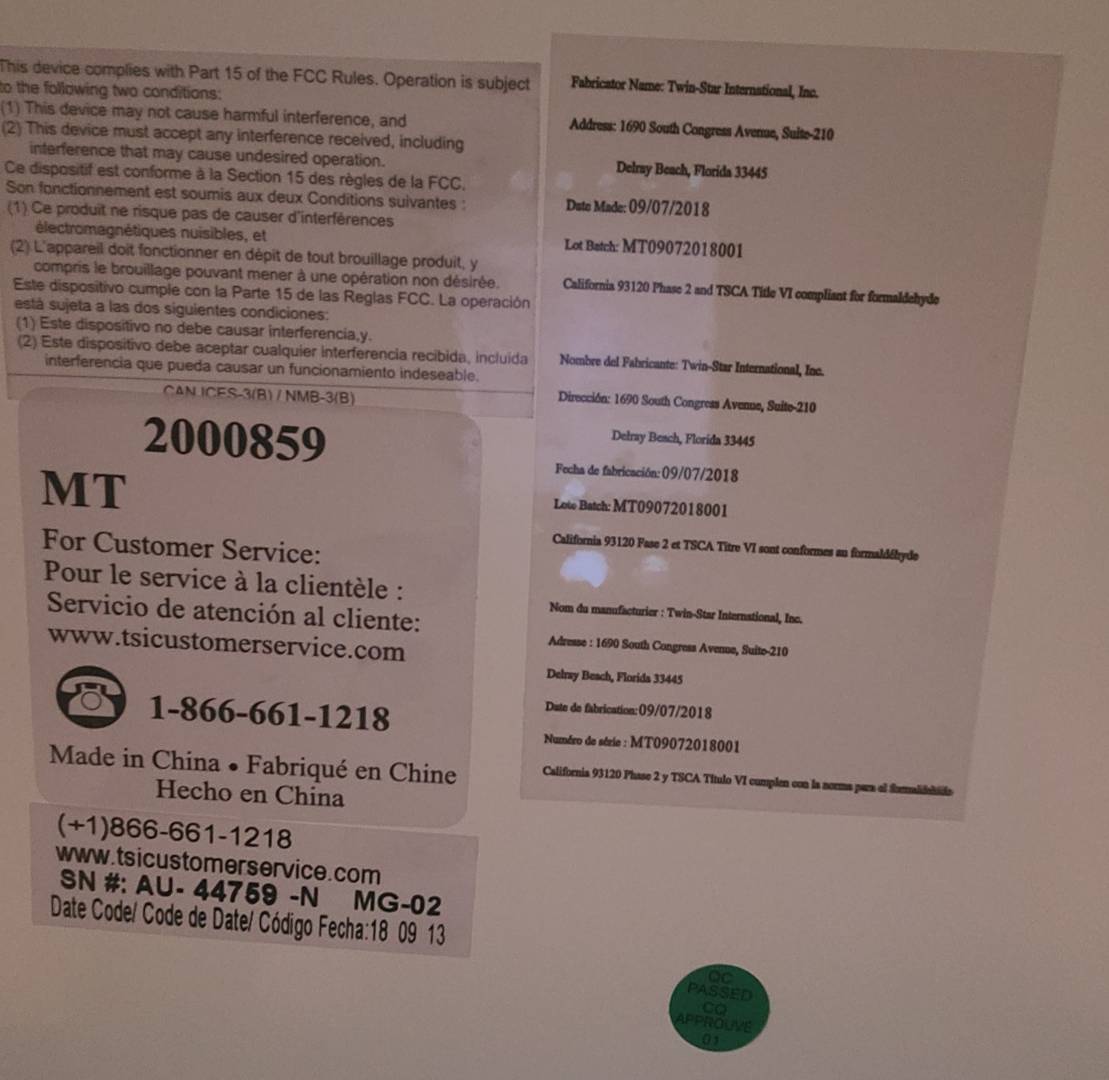 This device complies with Part 15 of the FCC Rules. Operation is subject
to the following two conditions:
(1) This device may not cause harmful interference, and
(2) This device must accept any interference received, including
interference that may cause undesired operation.
Ce dispositif est conforme à la Section 15 des règles de la FCC.
Son fonctionnement est soumis aux deux Conditions suivantes :
(1) Ce produit ne risque pas de causer d'interférences
électromagnétiques nuisibles, et
(2) L'appareil doit fonctionner en dépit de tout brouillage produit, y
compris le brouillage pouvant mener à une opération non désirée.
Este dispositivo cumple con la Parte 15 de las Reglas FCC. La operación
está sujeta a las dos siguientes condiciones:
(1) Este dispositivo no debe causar interferencia,y.
(2) Este dispositivo debe aceptar cualquier interferencia recibida, incluida
interferencia que pueda causar un funcionamiento indeseable.
CAN ICES-3(B) / NMB-3(B)
2000859
MT
For Customer Service:
Pour le service à la clientèle :
Servicio de atención al cliente:
www.tsicustomerservice.com
1-866-661-1218
Made in China • Fabriqué en Chine
Hecho en China
(+1)866-661-1218
www.tsicustomerservice.com
SN #: AU- 44759 -N MG-02
Date Code/ Code de Date/ Código Fecha:18 09 13
Fabricator Name: Twin-Star International, Inc.
Address: 1690 South Congress Avenue, Suite-210
Delray Beach, Florida 33445
Date Made: 09/07/2018
Lot Batch: MT09072018001
California 93120 Phase 2 and TSCA Title VI compliant for formaldehyde
Nombre del Fabricante: Twin-Star International, Inc.
Dirección: 1690 South Congress Avenue, Suite-210
Delray Beach, Florida 33445
Fecha de fabricación: 09/07/2018
Lote Batch: MT09072018001
California 93120 Fase 2 et TSCA Titre VI sont conformes au formaldéhyde
Nom du manufacturier : Twin-Star International, Inc.
Adresse : 1690 South Congress Avenue, Suite-210
Delray Beach, Florida 33445
Date de fabrication: 09/07/2018
Numéro de série : MT09072018001
California 93120 Phase 2 y TSCA Título VI cumplen con la norma para el formaldehído
QC
PASSED
CQ
APPROUVÉ
01